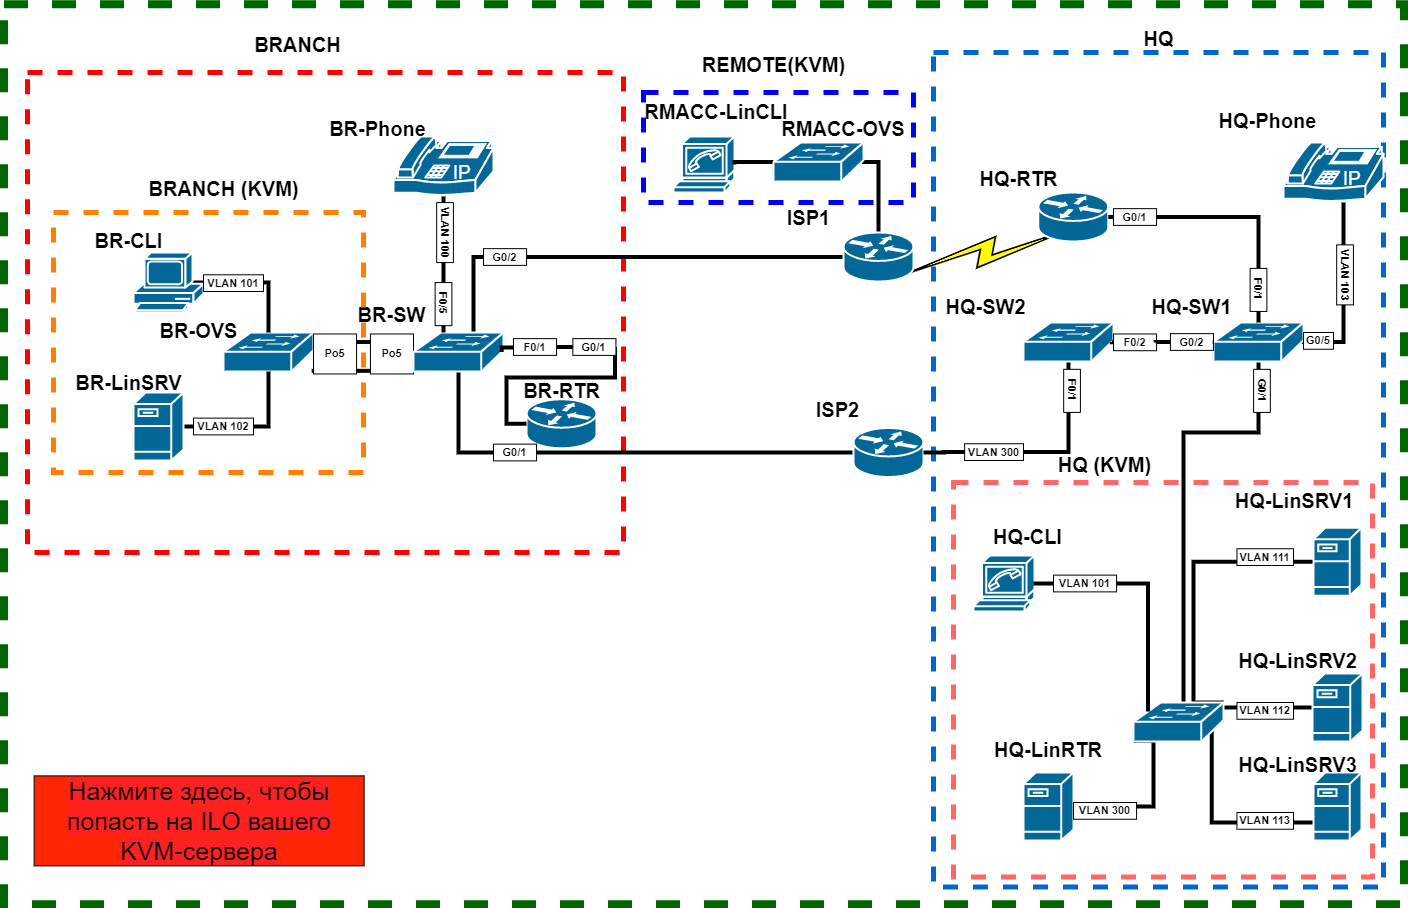 BRANCH
HQ
REMOTE(KVM)
RMACC-LinCLI
RMACC-OVS
BR-Phone
IP
HQ-Phone
IP
HQ-RTR
BRANCH (KVM)
VLAN 100
G0/1
ISP1
BR-CLI
G0/2
VLAN 103
VLAN 101
F0/5
F0/1
BR-OVS
BR-SW
HQ-SW2
HQ-SW1
Po5
Po5
F0/1
G0/1
F0/2
G0/2
G0/5
BR-LinSRV
BR-RTR
F0/1
G0/1
ISP2
VLAN 102
G0/1
VLAN 300
HQ (KVM)
HQ-LinSRV1
HQ-CLI
VLAN 111
VLAN 101
HQ-LinSRV2
VLAN 112
HQ-LinRTR
HQ-LinSRV3
VLAN 300
VLAN 113
Нажмите здесь, чтобы
попасть на ILO вашего
KVM-сервера